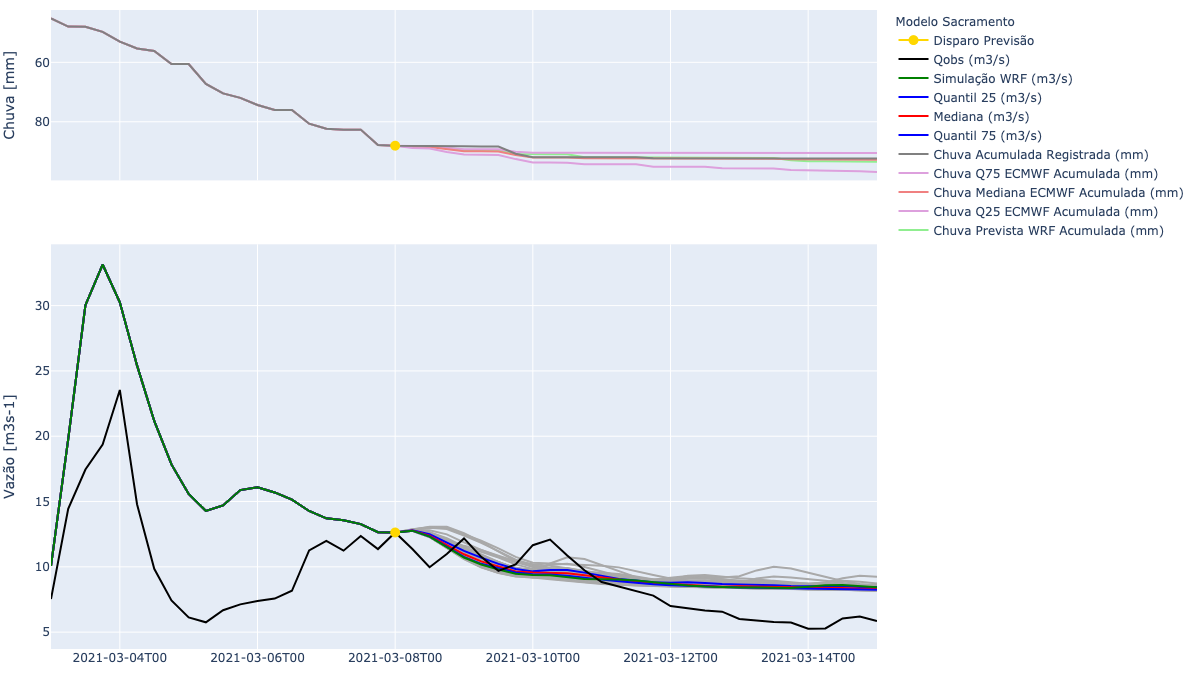 Chuva [mm]
60
80
Modelo Sacramento
Disparo Previsão
Qobs (m3/s)
Simulação WRF (m3/s)
Quantil 25 (m3/s)
Mediana (m3/s)
Quantil 75 (m3/s)
Chuva Acumulada Registrada (mm)
Chuva Q75 ECMWF Acumulada (mm)
Chuva Mediana ECMWF Acumulada (mm)
Chuva Q25 ECMWF Acumulada (mm)
Chuva Prevista WRF Acumulada (mm)
Vazão [m3s-1]
30
25
20
15
10
5
2021-03-04T00
2021-03-06T00
2021-03-08T00
2021-03-10T00
2021-03-12T00
2021-03-14T00